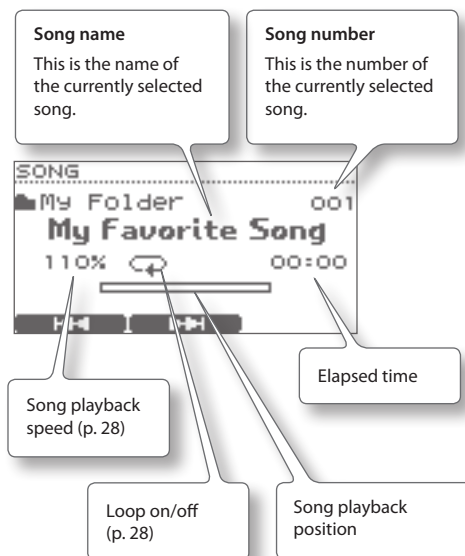 Song name
This is the name of
the currently selected
song.
Song number
This is the number of
the currently selected
song.
SONG
My Folder 001
My Favorite Song
110% 00:00
Elapsed time
Song playback
speed (p. 28)
Loop on/off
(p. 28)
Song playback
position